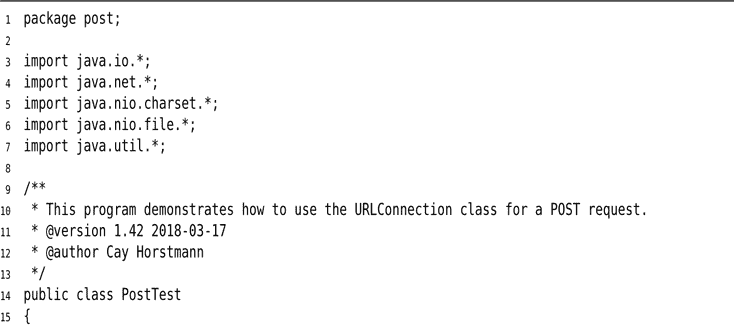 1 package post;
2
3 import java.io.*;
4 import java.net.*;
5 import java.nio.charset.*;
6 import java.nio.file.*;
7 import java.util.*;
8
9 /**
10  * This program demonstrates how to use the URLConnection class for a POST request.
11  * @version 1.42 2018-03-17
12  * @author Cay Horstmann
13  */
14 public class PostTest
15 {